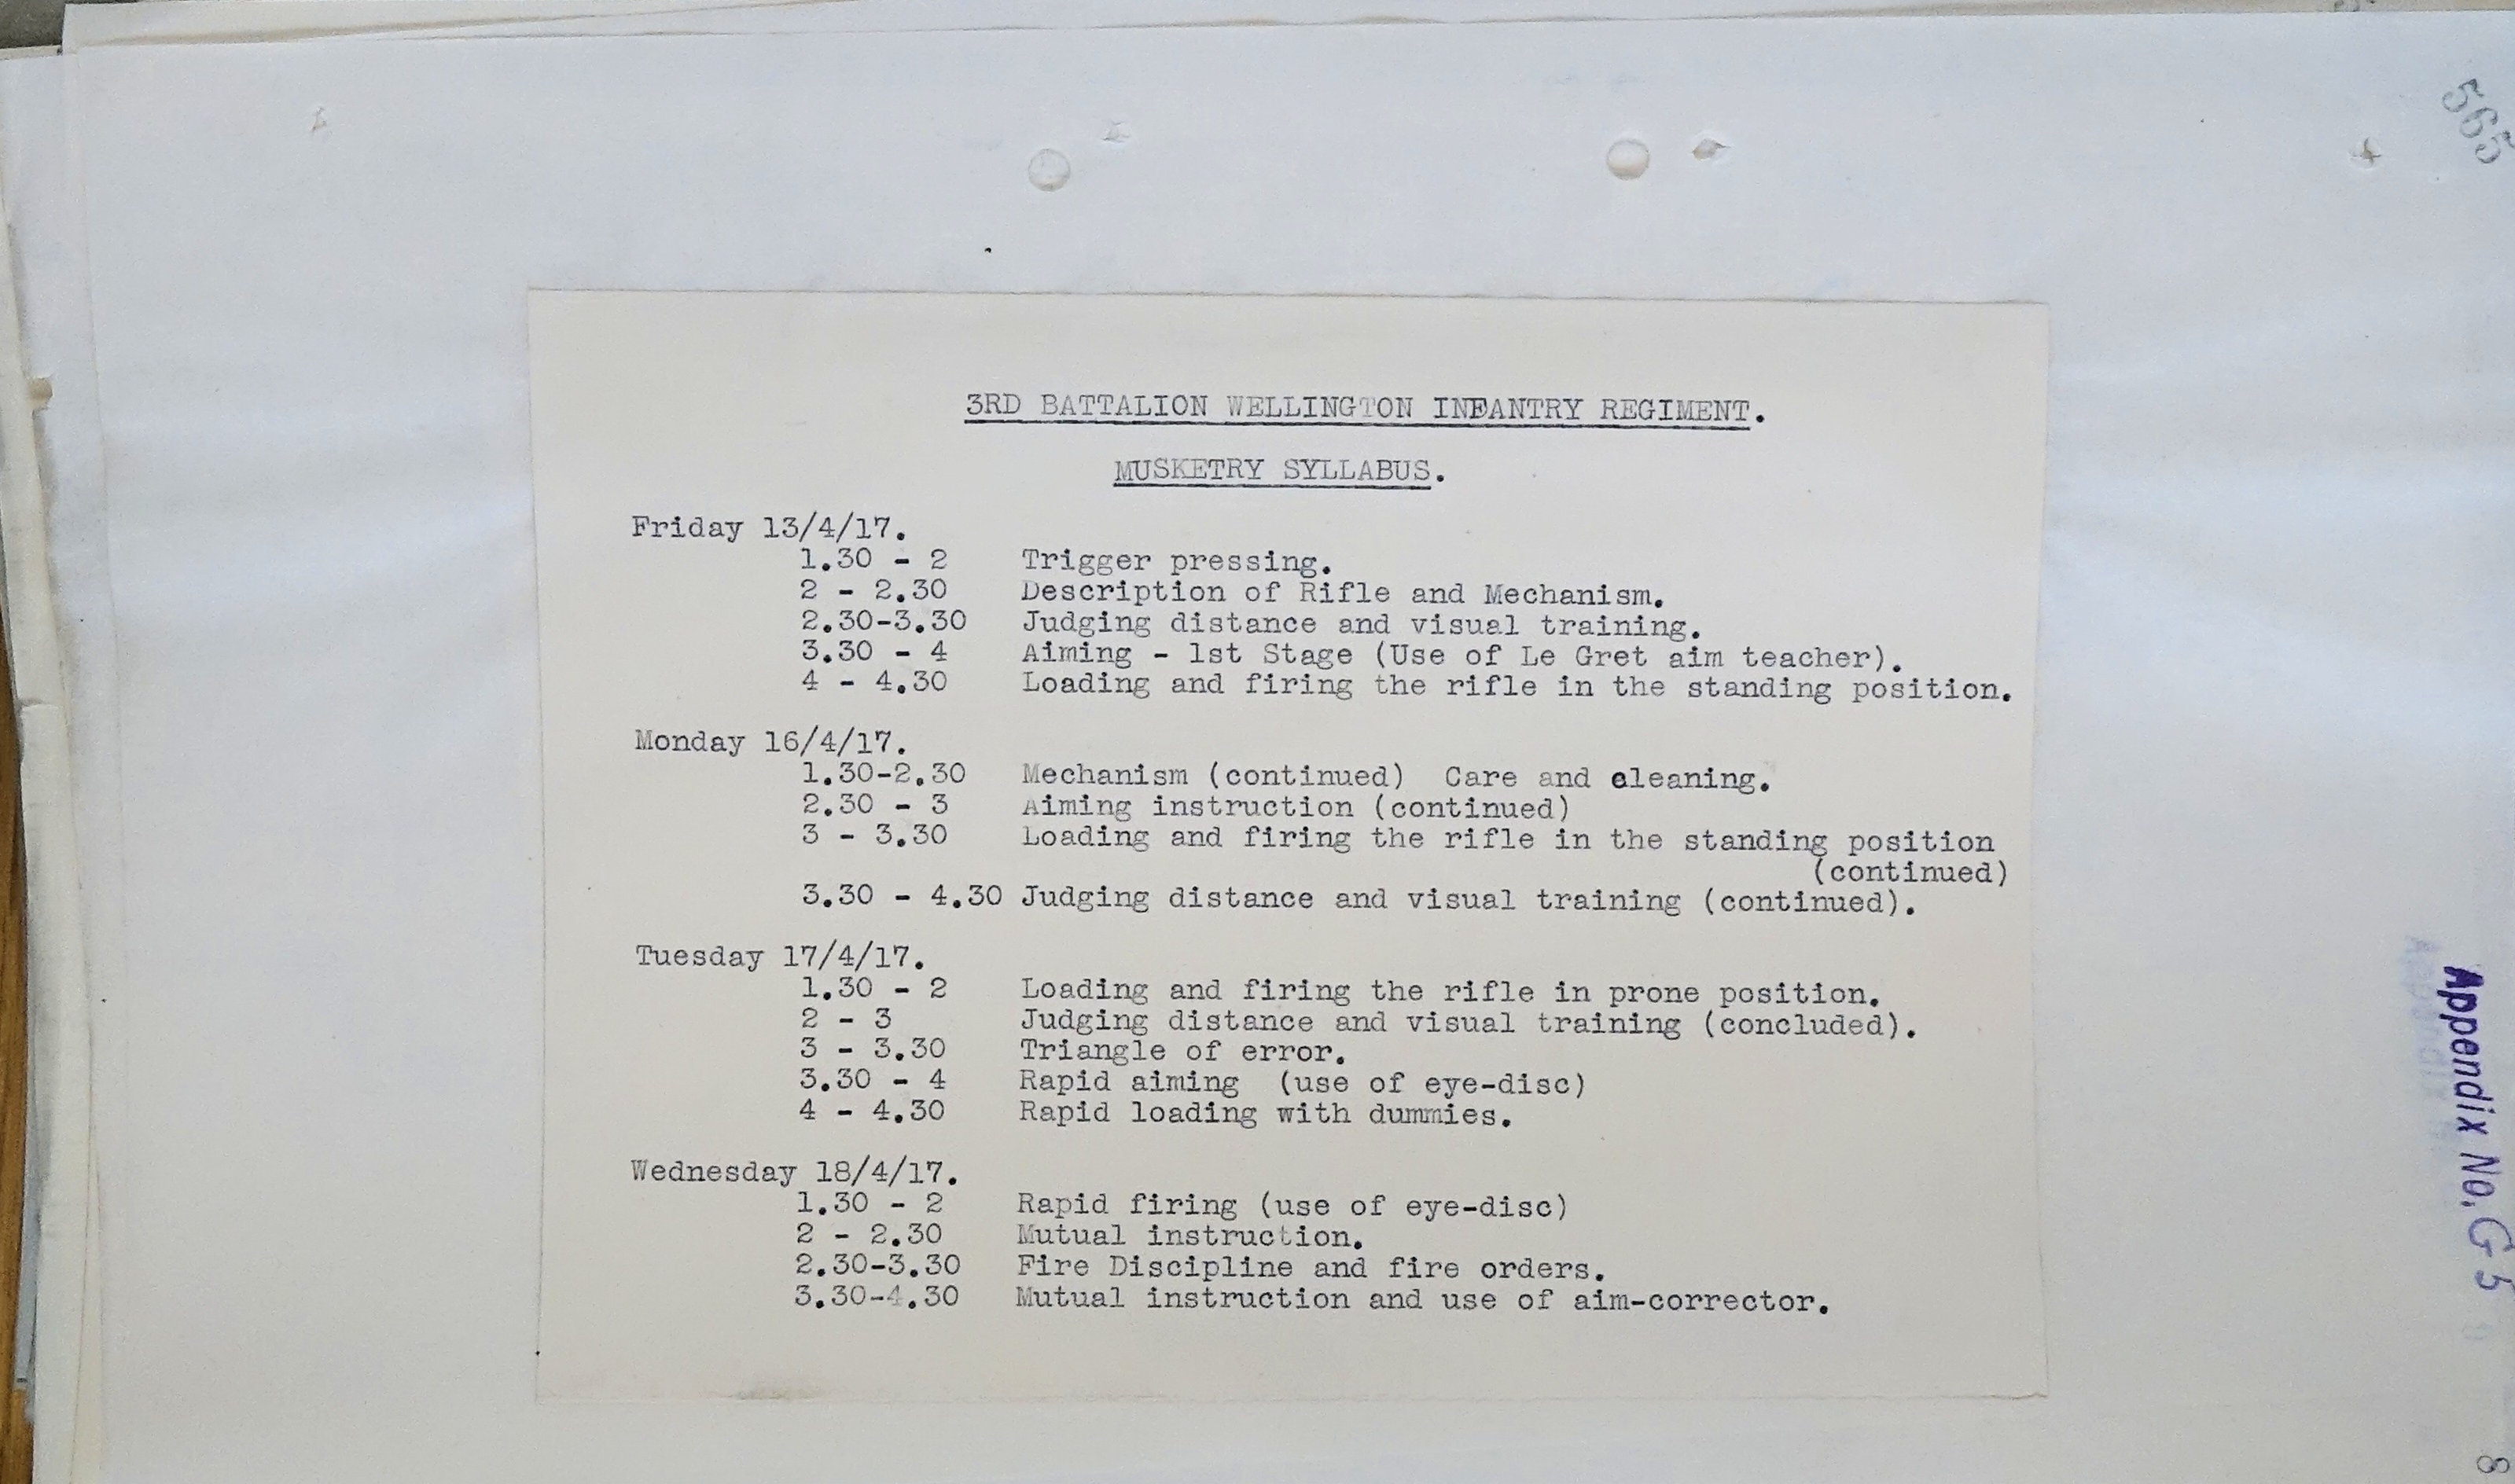 565
3RD BATTALION WELLINGTON INFANTRY REGIMENT.
MUSKETRY SYLLABUS.
Friday 13/4/17.
1.30 - 2 Trigger pressing.
2 - 2.30 Description of Rifle and Mechanism.
2.30-3.30 Judging distance and visual training.
3.30 - 4 Aiming - 1st Stage (Use of Le Gret aim teacher).
4 - 4.30 Loading and firing the rifle in the standing position.
Monday 16/4/17.
1.30-2.30 Mechanism (continued) Care and cleaning.
2.30 - 3 Aiming instruction (continued)
3 - 3.30 Loading and firing the rifle in the standing position
(continued)
3.30 - 4.30 Judging distance and visual training (continued).
Tuesday 17/4/17.
1.30 - 2 Loading and firing the rifle in prone position.
2 - 3 Judging distance and visual training (concluded).
3 - 3.30 Triangle of error.
3.30 - 4 Rapid aiming (use of eye-disc)
4 - 4.30 Rapid loading with dummies.
Wednesday 18/4/17.
1.30 - 2 Rapid firing (use of eye-disc)
2 - 2.30 Mutual instruction.
2.30-3.30 Fire Discipline and fire orders.
3.30-4.30 Mutual instruction and use of aim-corrector.
Appendix No. G 5
8